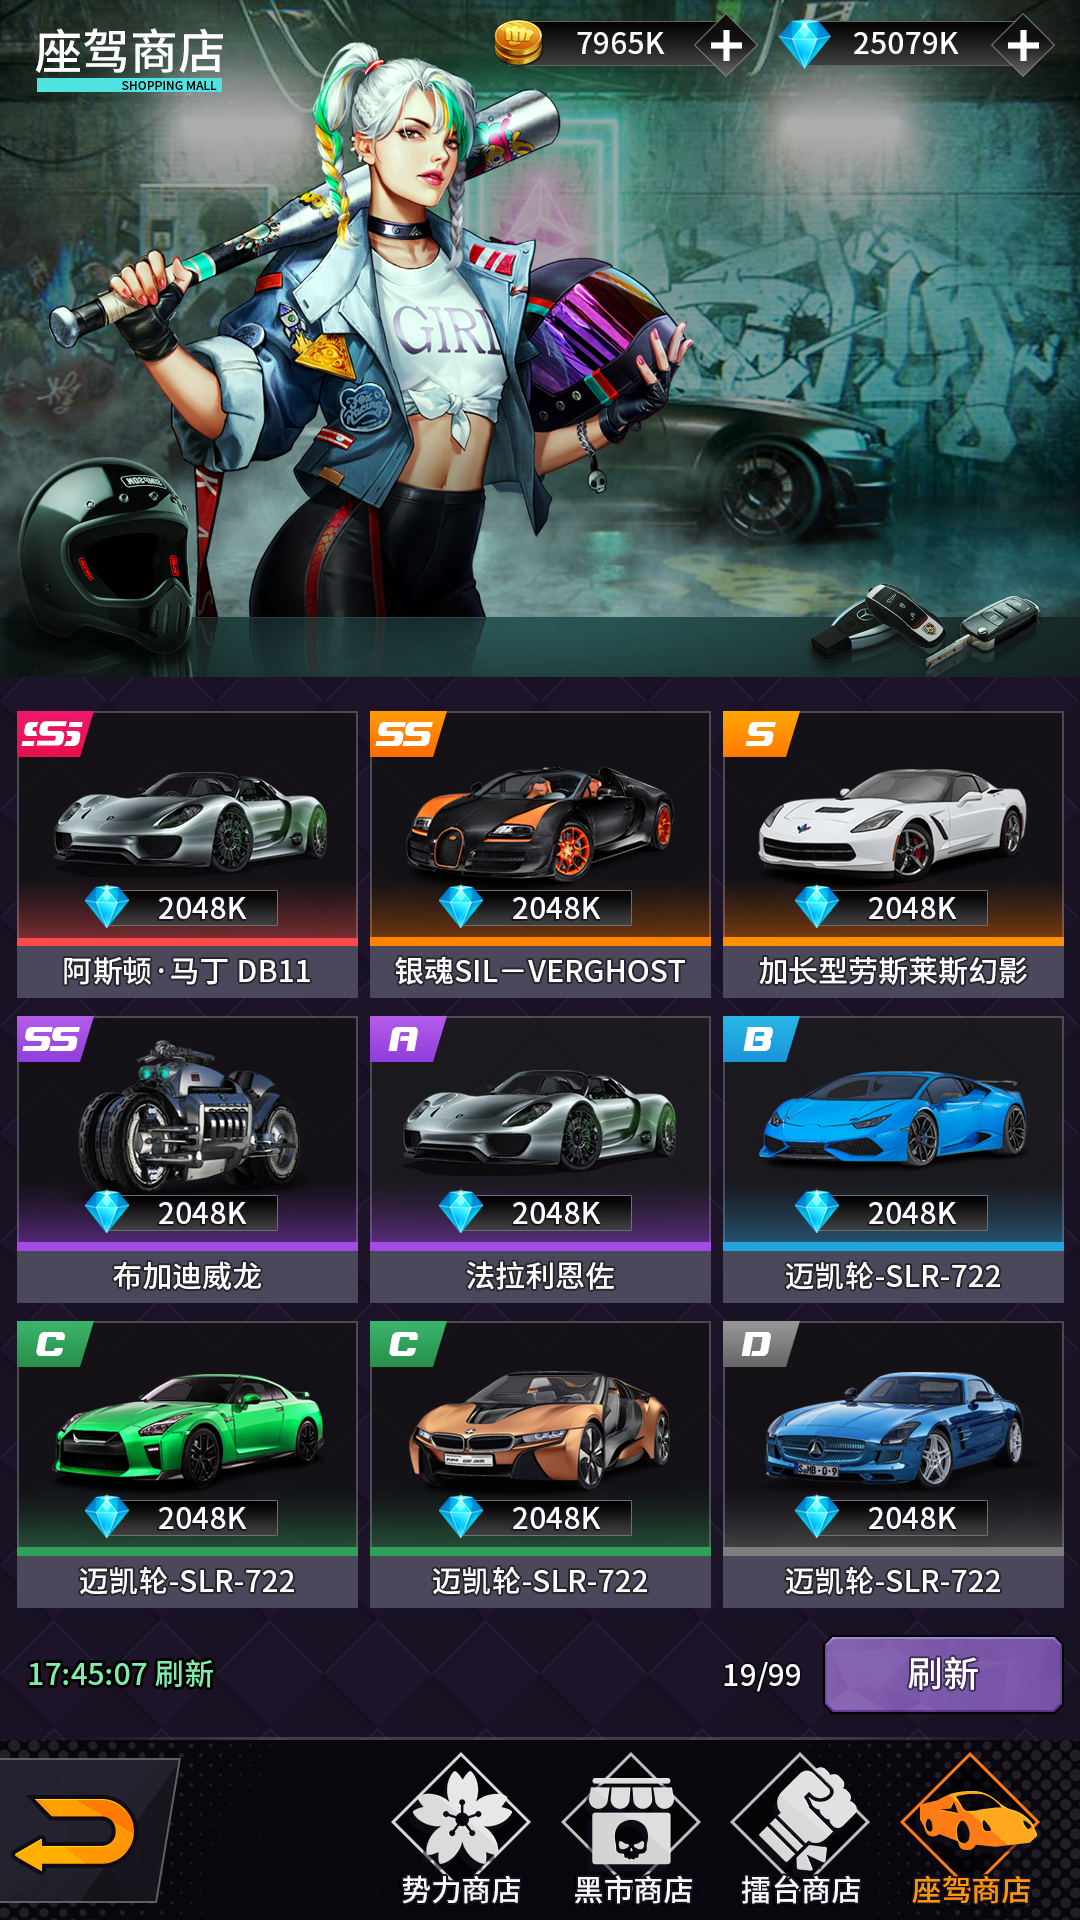 座驾商店
SHOPPING MALL
7965K
25079K
GIRL
Fox
Racing
SIMPSON
SS
S
阿斯顿·马丁 DB11
2048K
银魂SIL－VERGHOST
2048K
加长型劳斯莱斯幻影
2048K
SS
A
B
2048K
2048K
2048K
布加迪威龙
法拉利恩佐
迈凯轮-SLR-722
C
C
D
2048K
2048K
2048K
迈凯轮-SLR-722
迈凯轮-SLR-722
迈凯轮-SLR-722
17:45:07 刷新
19/99
刷新
势力商店
黑市商店
擂台商店
座驾商店